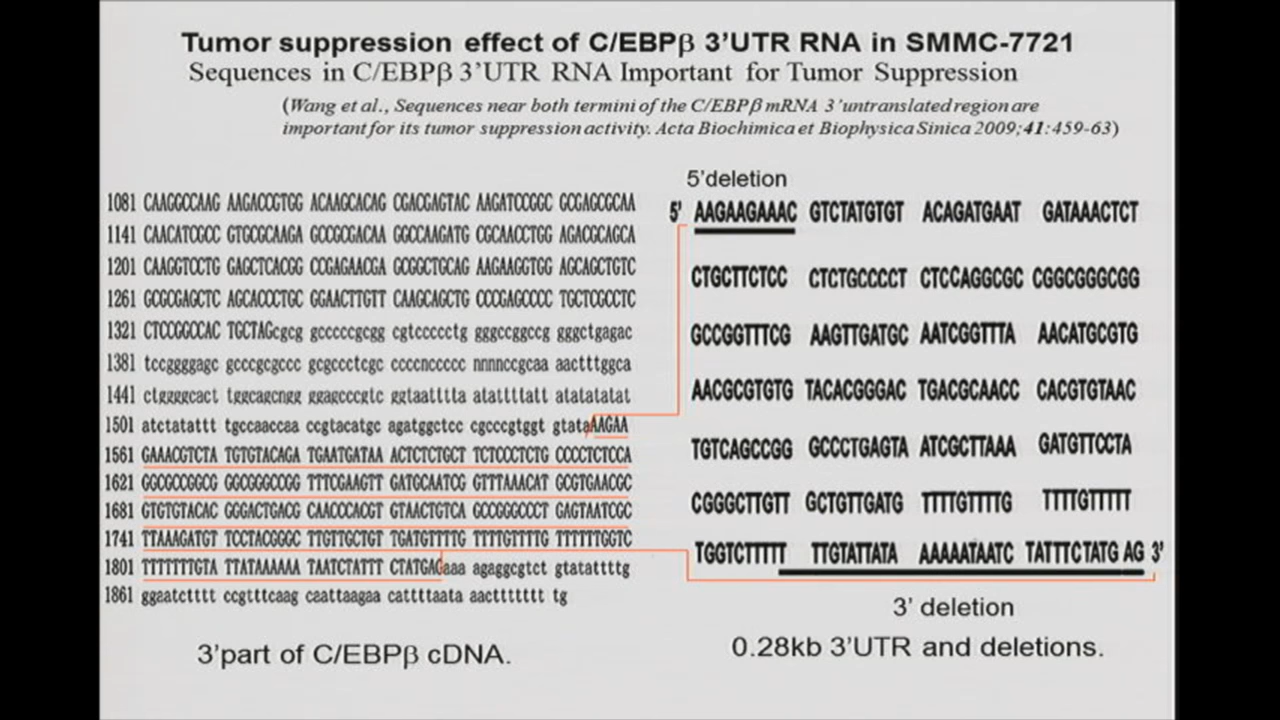 Tumor suppression effect of C/EBPβ 3’UTR RNA in SMMC-7721
Sequences in C/EBPβ 3’UTR RNA Important for Tumor Suppression
(Wang et al., Sequences near both termini of the C/EBPβ mRNA 3’untranslated region are
important for its tumor suppression activity. Acta Biochimica et Biophysica Sinica 2009;41:459-63)
1081 CAAGGCCAAG AAGACCGTGG ACAAGCACAG CGACGAGTAC AAGATCCGGC GCGAGCGCAA
1141 CAACATCGCC GTGCGCAAGA GCCGCGACAA GGCCAAGATG CGCAACCTGG AGACGCAGCA
1201 CAAGGTCCTG GAGCTCACGG CCGAGAACGA GCGGCTGCAG AAGAAGGTGG AGCAGCTGTC
1261 GCGCGAGCTC AGCACCCTGC GGAACTTGTT CAAGCAGCTG CCCGAGCCCC TGCTCGCCTC
1321 CTCCGGCCAC TGCTAGcgcg gcccccgcgg cgtccccctg gggccggccg gggctgagac
1381 tccggggagc gcccgcgccc gcgccctcgc ccccnccccc nnnnccgcaa aactttggca
1441 ctggggcact tggcagcngg ggagcccgtc ggtaatttta atattttatt atatatatat
1501 atctatattt tgccaaccaa ccgtacatgc agatggctcc cgcccgtggt gtataAAGAA
1561 GAAACGTCTA TGTGTACAGA TGAATGATAA ACTCTCTGCT TCTCCCTCTG CCCCTCTCCA
1621 GGCGCCGGCG GGCGGGCCGG TTTCGAAGTT GATGCAATCG GTTTAAACAT GCGTGAACGC
1681 GTGTGTACAC GGGACTGACG CAACCCACGT GTAACTGTCA GCCGGGCCCT GAGTAATCGC
1741 TTAAAGATGT TCCTACGGGC TTGTTGCTGT TGATGTTTTG TTTTGTTTTG TTTTTTGGTC
1801 TTTTTTTGTA TTATAAAAAA TAATCTATTT CTATGAGaaa agaggcgtct gtatattttg
1861 ggaatctttt ccgtttcaag caattaagaa cattttaata aactttttttt tg
3’part of C/EBPβ cDNA.
5’deletion
5’ AAGAAGAAAC GTCTATGTGT ACAGATGAAT GATAAACTCT
CTGCTTCTCC CTCTGCCCCT CTCCAGGCGC CGGCGGGCGG
GCCGGTTTCG AAGTTGATGC AATCGGTTTA AACATGCGTG
AACGCGTGTG TACACGGGAC TGACGCAACC CACGTGTAAC
TGTCAGCCGG GCCCTGAGTA ATCGCTTAAA GATGTTCCTA
CGGGCTTGTT GCTGTTGATG TTTTGTTTTG TTTTGTTTTT
TGGTCTTTTT TTGTATTATA AAAAATAATC TATTTCTATG AG 3’
3’ deletion
0.28kb 3’UTR and deletions.